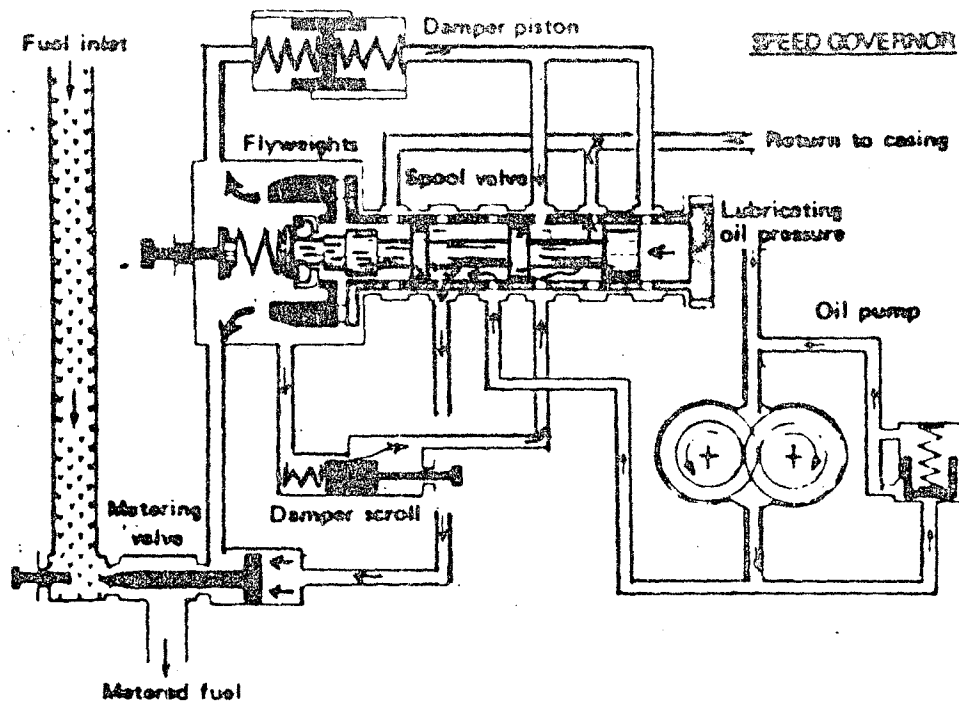 Fuel inlet
Damper piston
SPEED GOVERNOR
Flyweights
Return to casing
Spool valve
Lubricating
oil pressure
Oil pump
Damper scroll
Metering
valve
Metered fuel